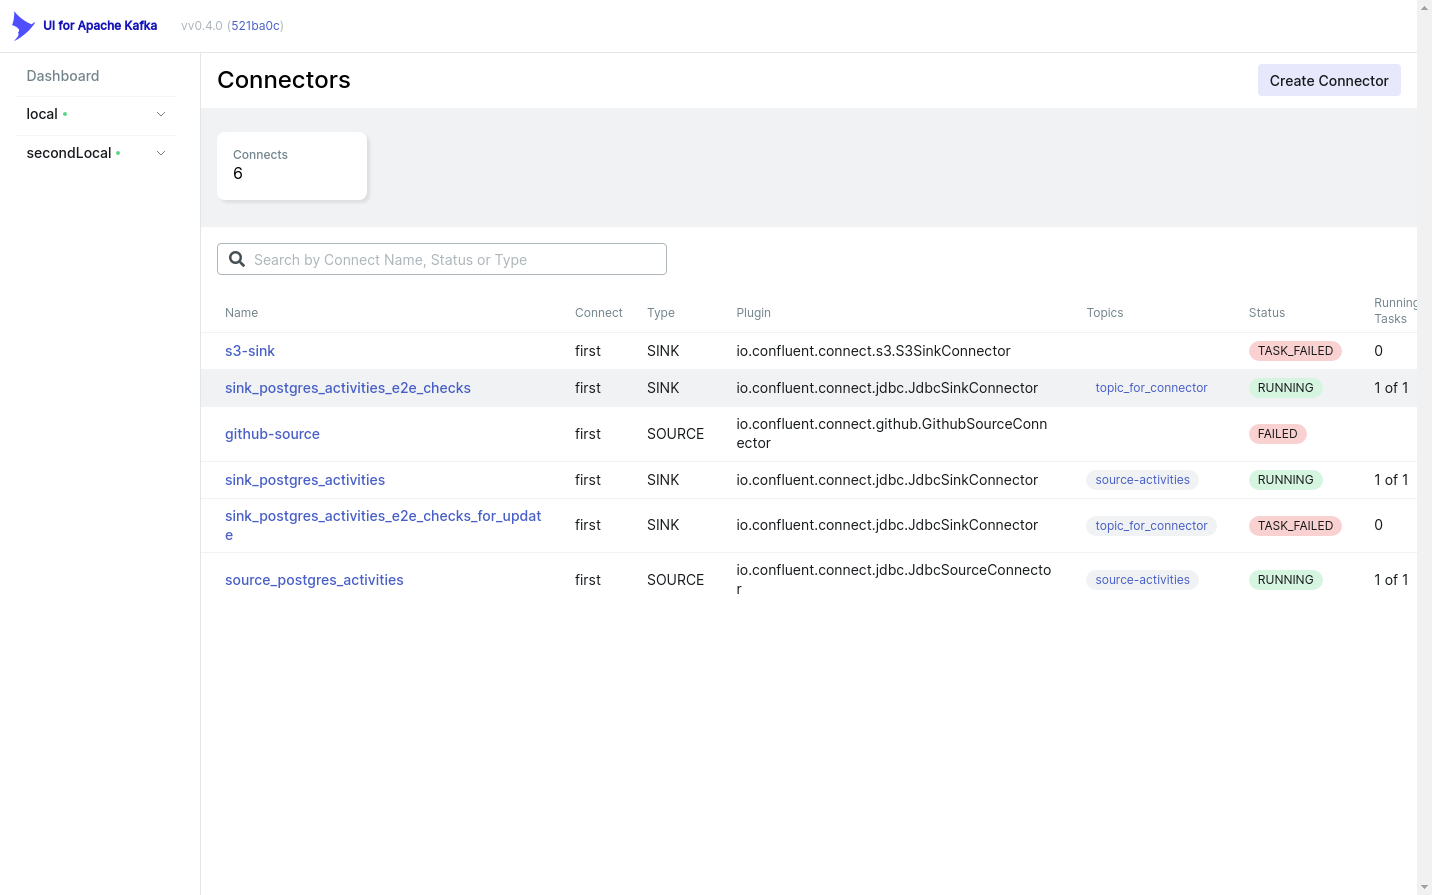 UI for Apache Kafka vv0.4.0 (521ba0c)
Dashboard
local
secondLocal
Connectors
Create Connector
Connects
6
Search by Connect Name, Status or Type
Name Connect Type Plugin Topics Status Running Tasks
s3-sink first SINK io.confluent.connect.s3.S3SinkConnector TASK_FAILED 0
sink_postgres_activities_e2e_checks first SINK io.confluent.connect.jdbc.JdbcSinkConnector topic_for_connector RUNNING 1 of 1
github-source first SOURCE io.confluent.connect.github.GithubSourceConn
ector FAILED
sink_postgres_activities first SINK io.confluent.connect.jdbc.JdbcSinkConnector source-activities RUNNING 1 of 1
sink_postgres_activities_e2e_checks_for_updat
e first SINK io.confluent.connect.jdbc.JdbcSinkConnector topic_for_connector TASK_FAILED 0
source_postgres_activities first SOURCE io.confluent.connect.jdbc.JdbcSourceConnecto
r source-activities RUNNING 1 of 1